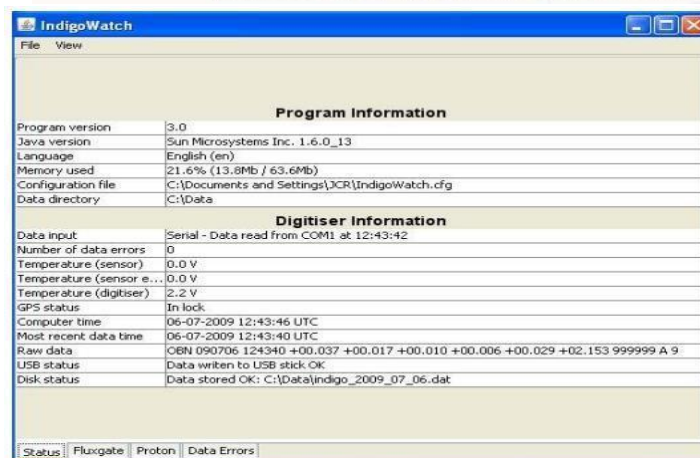 IndigoWatch
File View
Program Information
Program version 3.0
Java version Sun Microsystems Inc. 1.6.0_13
Language English (en)
Memory used 21.6% (13.8Mb / 63.6Mb)
Configuration file C:\Documents and Settings\JCR\IndigoWatch.cfg
Data directory C:\Data
Digitiser Information
Data input Serial - Data read from COM1 at 12:43:42
Number of data errors 0
Temperature (sensor) 0.0 V
Temperature (sensor e... 0.0 V
Temperature (digitiser) 2.2 V
GPS status In lock
Computer time 06-07-2009 12:43:46 UTC
Most recent data time 06-07-2009 12:43:40 UTC
Raw data OBN 090706 124340 +00.037 +00.017 +00.010 +00.006 +00.029 +02.153 999999 A 9
USB status Data writen to USB stick OK
Disk status Data stored OK: C:\Data\indigo_2009_07_06.dat
Status Fluxgate Proton Data Errors